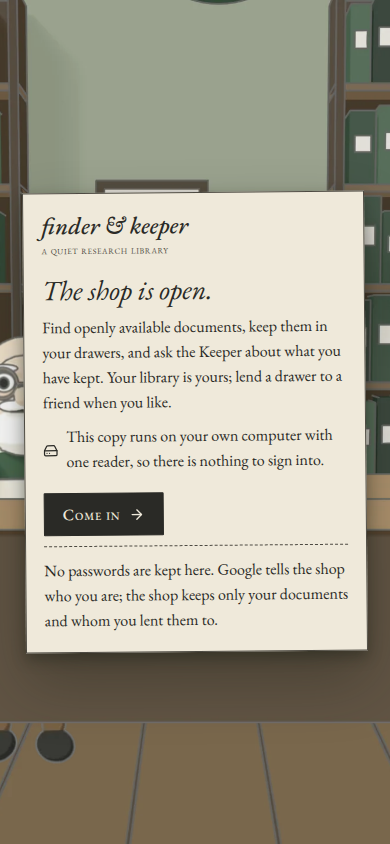 finder & keeper
A QUIET RESEARCH LIBRARY
The shop is open.
Find openly available documents, keep them in
your drawers, and ask the Keeper about what you
have kept. Your library is yours; lend a drawer to a
friend when you like.
This copy runs on your own computer with
one reader, so there is nothing to sign into.
Come in →
No passwords are kept here. Google tells the shop
who you are; the shop keeps only your documents
and whom you lent them to.